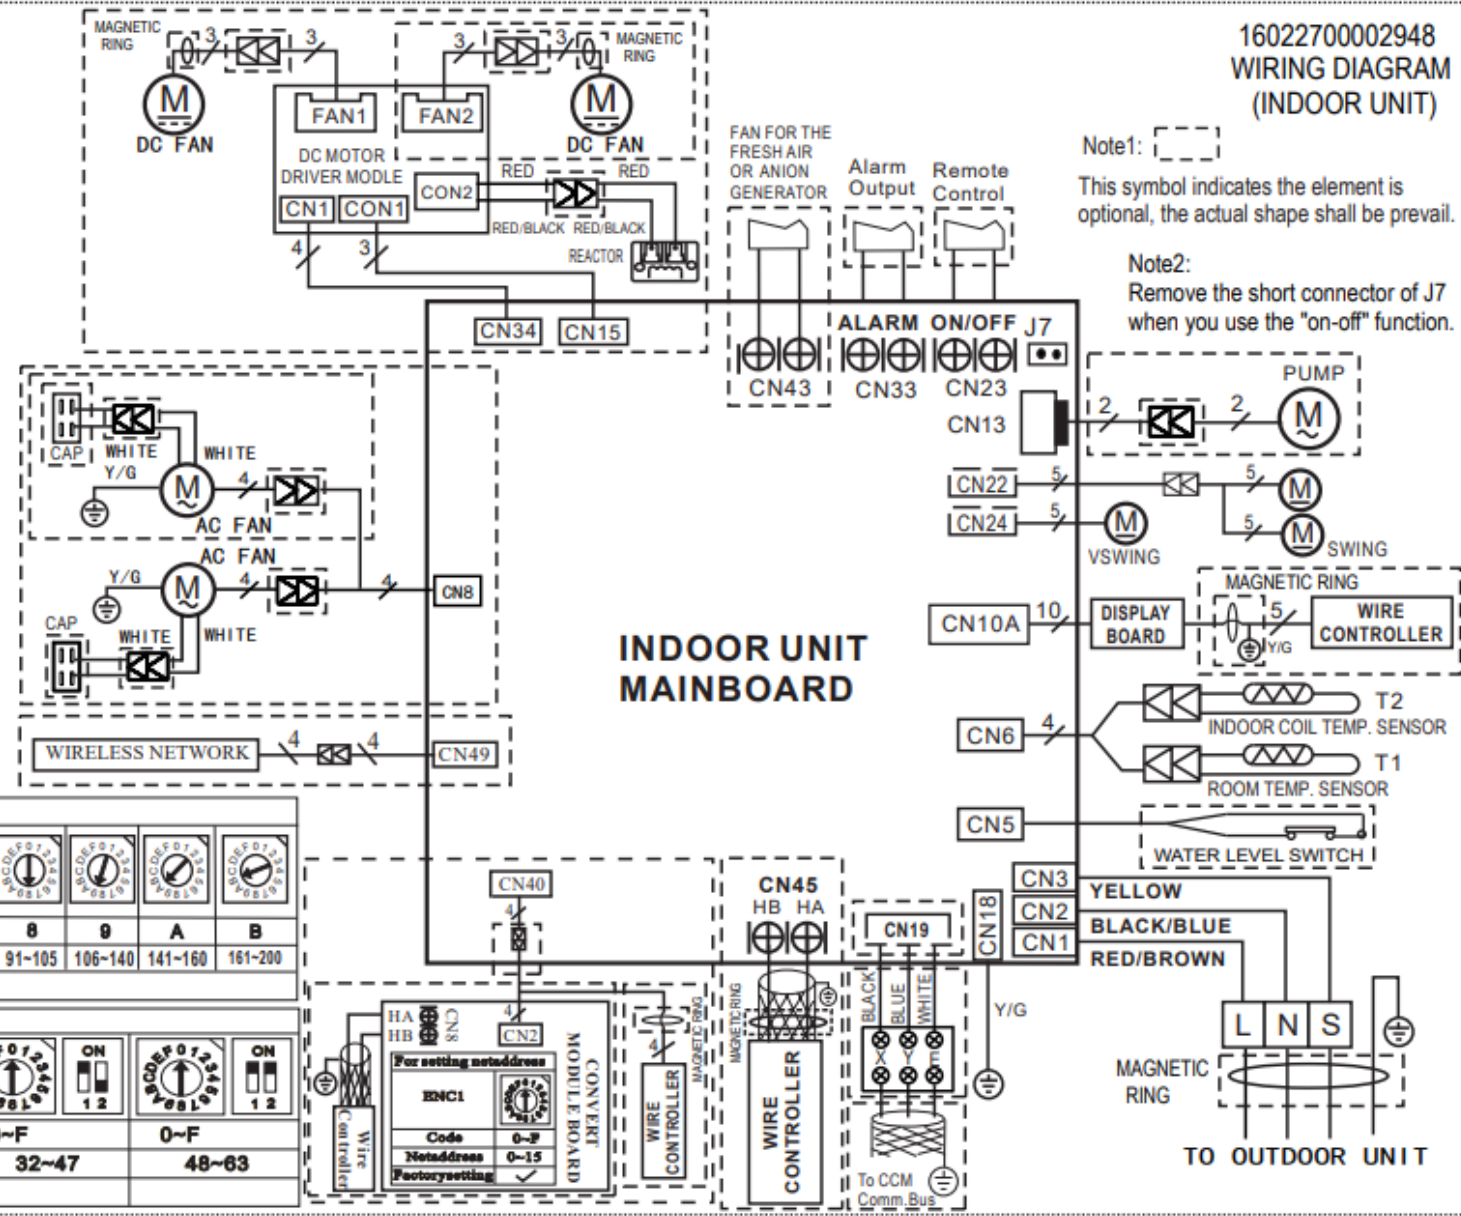 16022700002948
WIRING DIAGRAM
(INDOOR UNIT)
Note1:
This symbol indicates the element is
optional, the actual shape shall be prevail.
Note2:
Remove the short connector of J7
when you use the "on-off" function.
MAGNETIC
RING
3
3
M
DC FAN
FAN1
3
3
MAGNETIC
RING
FAN2
M
DC FAN
DC MOTOR
DRIVER MODLE
CN1
CON1
CON2
RED
RED
RED/BLACK
RED/BLACK
REACTOR
4
3
CN34
CN15
FAN FOR THE
FRESH AIR
OR ANION
GENERATOR
Alarm
Output
Remote
Control
ALARM
ON/OFF
J7
CN43
CN33
CN23
CN13
2
2
PUMP
M
CAP
WHITE
WHITE
Y/G
M
4
AC FAN
AC FAN
Y/G
M
4
4
CN8
CAP
WHITE
WHITE
CN22
5
5
M
CN24
5
M
VSWING
5
M
SWING
INDOOR UNIT
MAINBOARD
CN10A
10
DISPLAY
BOARD
MAGNETIC RING
5
Y/G
WIRE
CONTROLLER
CN6
4
T2
INDOOR COIL TEMP. SENSOR
T1
ROOM TEMP. SENSOR
WIRELESS NETWORK
4
4
CN49
CN5
WATER LEVEL SWITCH
CN3
YELLOW
CN2
BLACK/BLUE
CN1
RED/BROWN
CN18
Y/G
L N S
MAGNETIC
RING
TO OUTDOOR UNIT
8 9 A B
91~105 106~140 141~160 161~200
ON
1 2
ON
1 2
~F
0~F
32~47
48~63
CN40
4
4
HA
HB
CN8
CN2
For setting netaddress
ENC1
Code 0~F
Netaddress 0~15
Factorysetting
CONVERT
MODULE BOARD
Wire
Controller
MAGNETIC RING
4
WIRE
CONTROLLER
CN45
HB HA
MAGNETIC RING
WIRE
CONTROLLER
CN19
BLACK
BLUE
WHITE
X Y E
To CCM
Comm.Bus